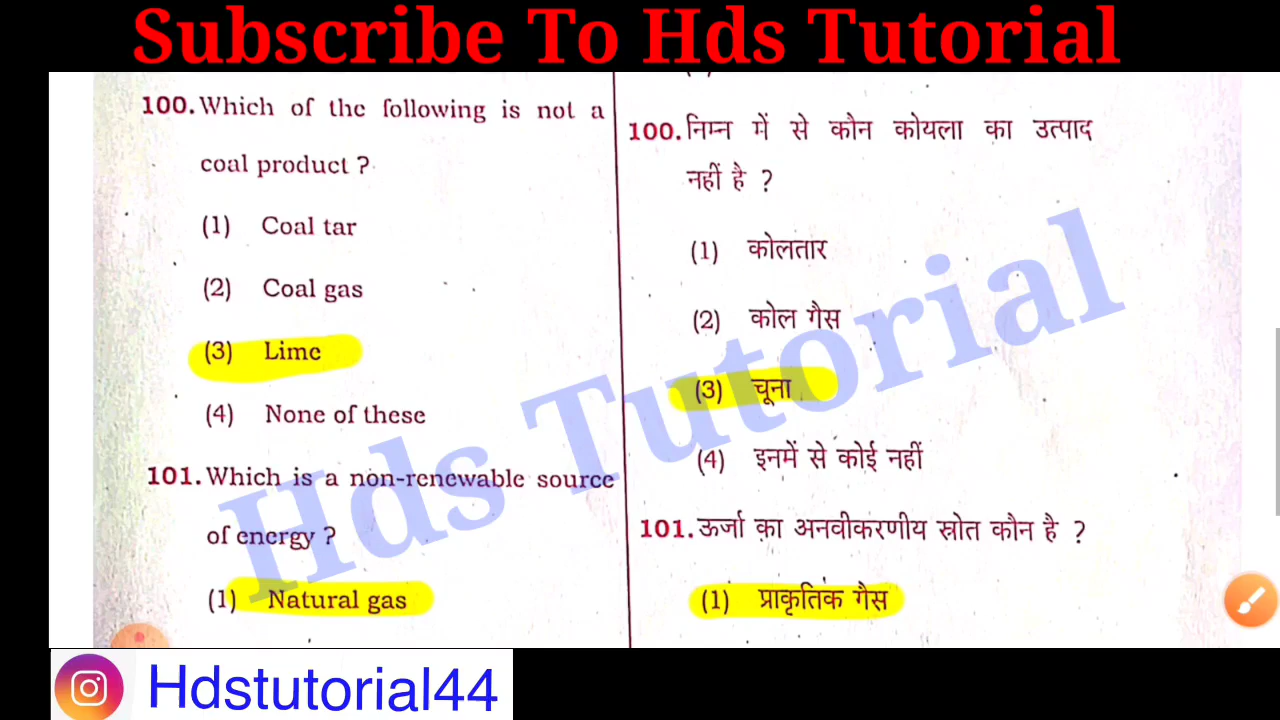 Subscribe To Hds Tutorial
100. Which of the following is not a
coal product ?
(1) Coal tar
(2) Coal gas
(3) Lime
(4) None of these
101. Which is a non-renewable source
of energy ?
(1) Natural gas
100. निम्न में से कौन कोयला का उत्पाद
नहीं है ?
(1) कोलतार
(2) कोल गैस
(3) चूना
(4) इनमें से कोई नहीं
101. ऊर्जा का अनवीकरणीय स्रोत कौन है ?
(1) प्राकृतिक गैस
Hds Tutorial
Hdstutorial44